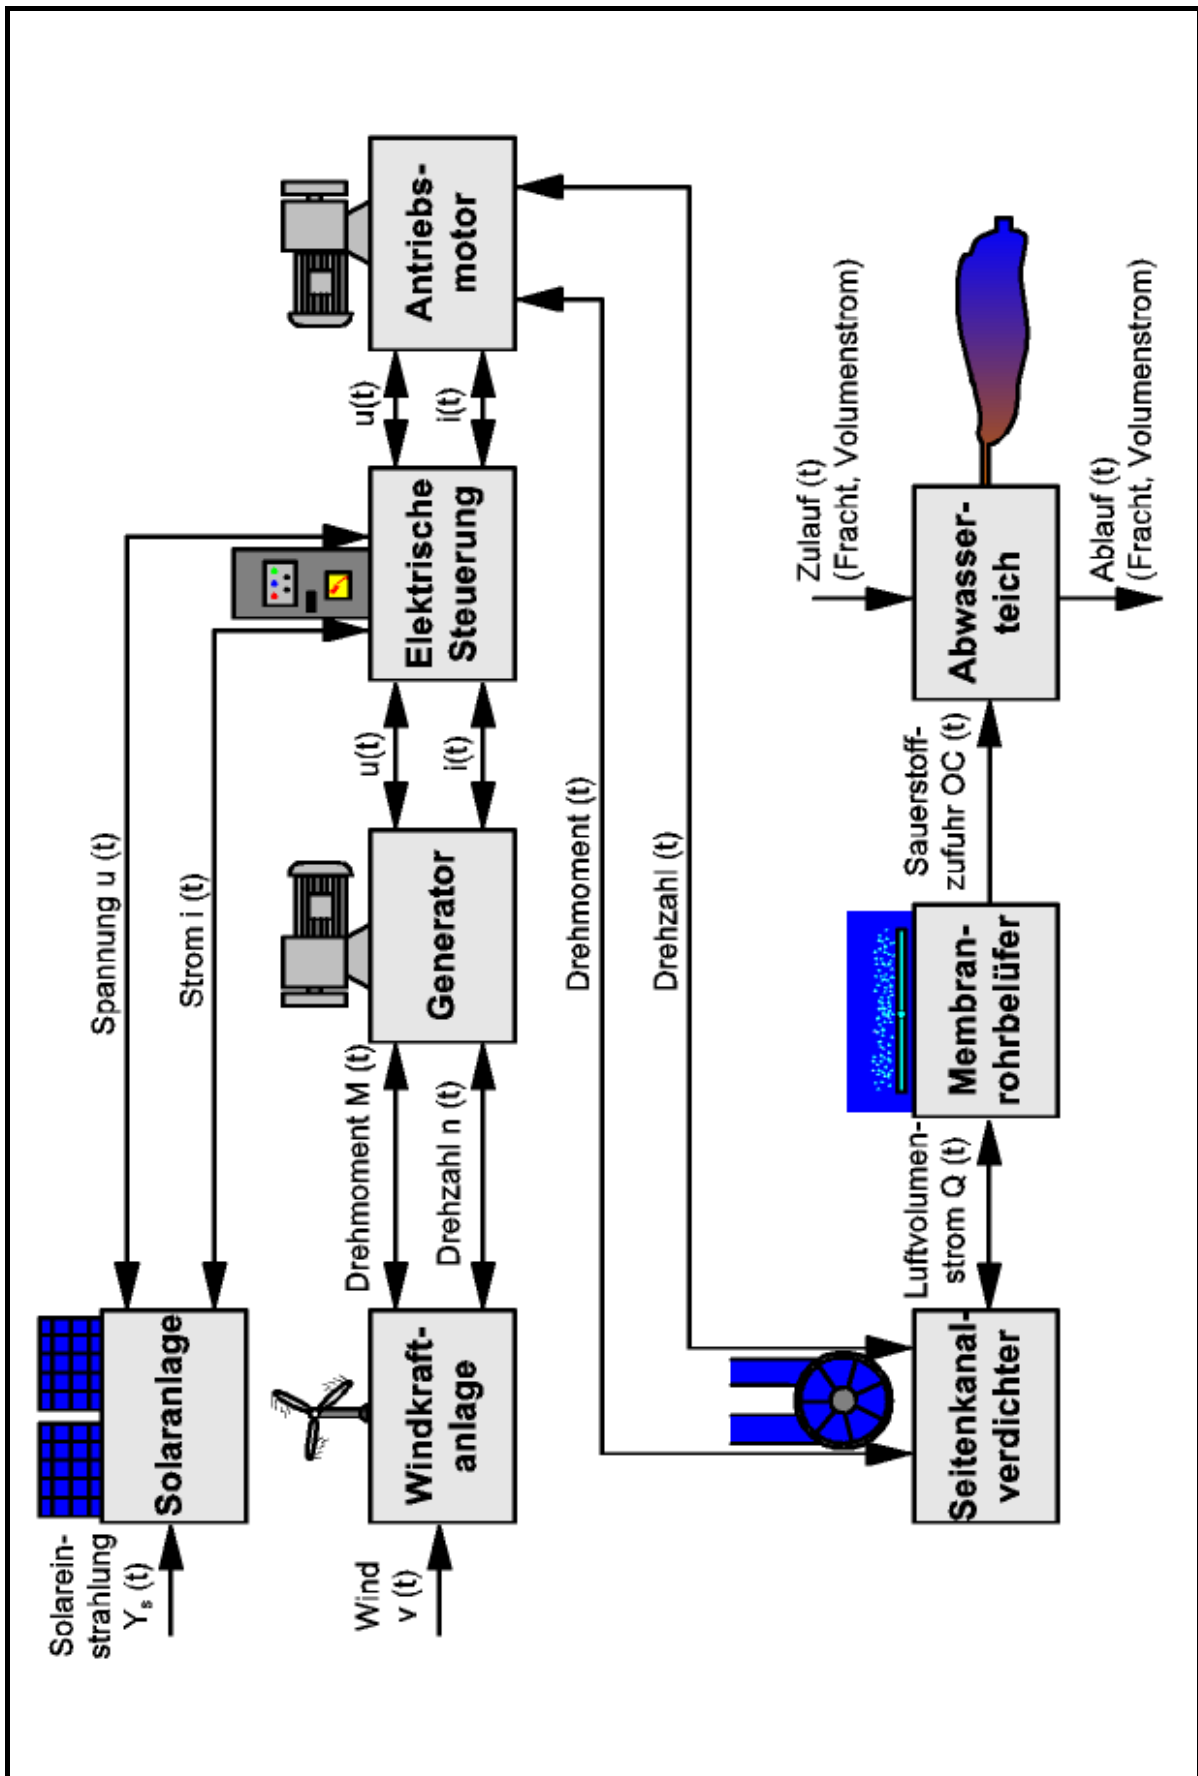 Solarein-
strahlung
Yₛ (t)
Solaranlage
Spannung u (t)
Strom i (t)
Wind
v (t)
Windkraft-
anlage
Drehmoment M (t)
Drehzahl n (t)
Generator
u(t)
i(t)
Elektrische
Steuerung
u(t)
i(t)
Antriebs-
motor
Drehmoment (t)
Drehzahl (t)
Seitenkanal-
verdichter
Luftvolumen-
strom Q (t)
Membran-
rohrbelüfer
Sauerstoff-
zufuhr OC (t)
Abwasser-
teich
Zulauf (t)
(Fracht, Volumenstrom)
Ablauf (t)
(Fracht, Volumenstrom)